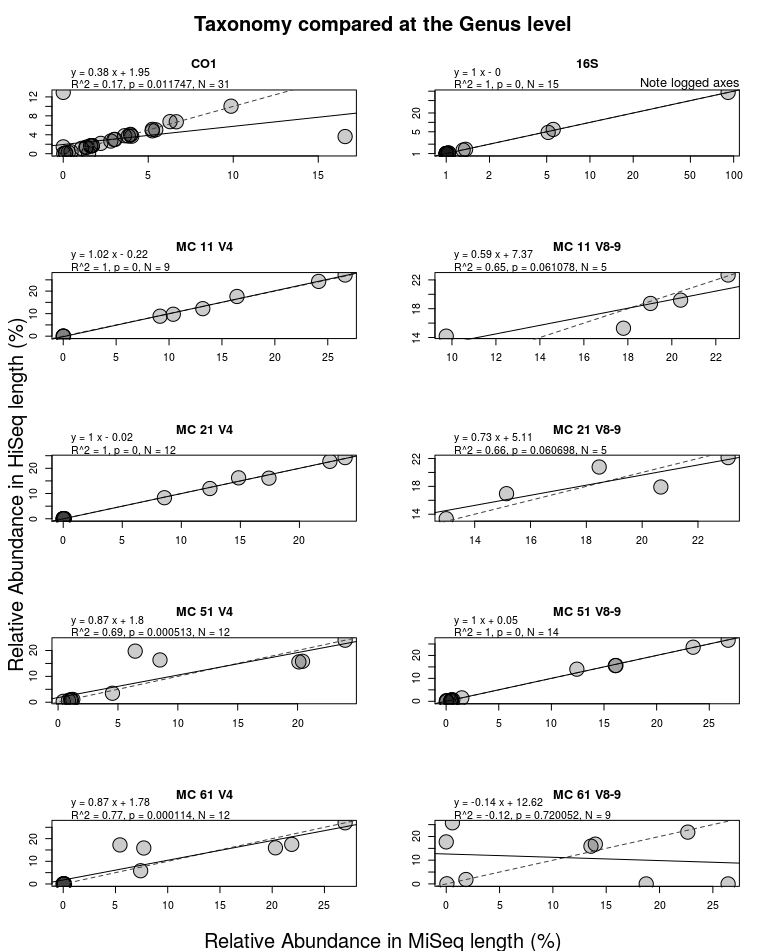 Taxonomy compared at the Genus level
CO1
y = 0.38 x + 1.95
R^2 = 0.17, p = 0.011747, N = 31
0 4 8 12
0 5 10 15
16S
y = 1 x - 0
R^2 = 1, p = 0, N = 15
Note logged axes
1 5 20
1 2 5 10 20 50 100
MC 11 V4
y = 1.02 x - 0.22
R^2 = 1, p = 0, N = 9
0 10 20
0 5 10 15 20 25
MC 11 V8-9
y = 0.59 x + 7.37
R^2 = 0.65, p = 0.061078, N = 5
14 18 22
10 12 14 16 18 20 22
MC 21 V4
y = 1 x - 0.02
R^2 = 1, p = 0, N = 12
0 10 20
0 5 10 15 20
MC 21 V8-9
y = 0.73 x + 5.11
R^2 = 0.66, p = 0.060698, N = 5
14 18 22
14 16 18 20 22
MC 51 V4
y = 0.87 x + 1.8
R^2 = 0.69, p = 0.000513, N = 12
0 10 20
0 5 10 15 20
MC 51 V8-9
y = 1 x + 0.05
R^2 = 1, p = 0, N = 14
0 10 20
0 5 10 15 20 25
MC 61 V4
y = 0.87 x + 1.78
R^2 = 0.77, p = 0.000114, N = 12
0 10 20
0 5 10 15 20 25
MC 61 V8-9
y = -0.14 x + 12.62
R^2 = -0.12, p = 0.720052, N = 9
0 10 20
0 5 10 15 20 25
Relative Abundance in HiSeq length (%)
Relative Abundance in MiSeq length (%)